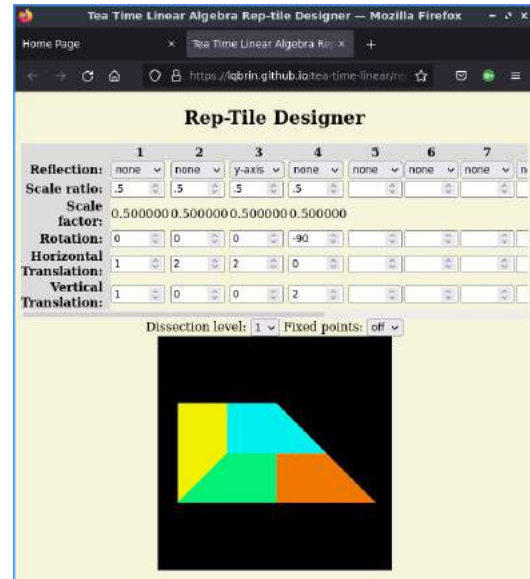 Tea Time Linear Algebra Rep-tile Designer — Mozilla Firefox
Home Page × Tea Time Linear Algebra Rep × +
https://lqbrin.github.io/tea-time-linear/re
Rep-Tile Designer
1 2 3 4 5 6 7
Reflection: none none y-axis none none none none n
Scale ratio: .5 .5 .5 .5
Scale
factor: 0.500000 0.500000 0.500000 0.500000
Rotation: 0 0 0 -90
Horizontal
Translation: 1 2 2 0
Vertical
Translation: 1 0 0 2
Dissection level: 1 Fixed points: off